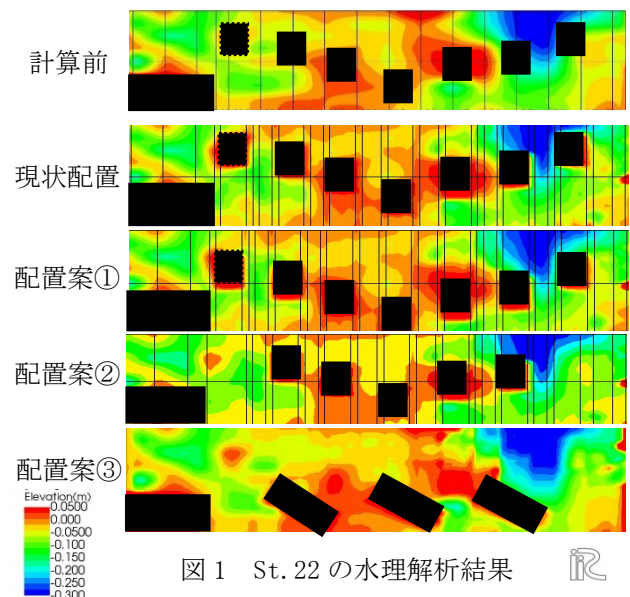 計算前
現状配置
配置案①
配置案②
配置案③
Elevation(m)
0.0500
0.000
-0.0500
-0.100
-0.150
-0.200
-0.250
-0.300
図 1 St.22 の水理解析結果
iRIC